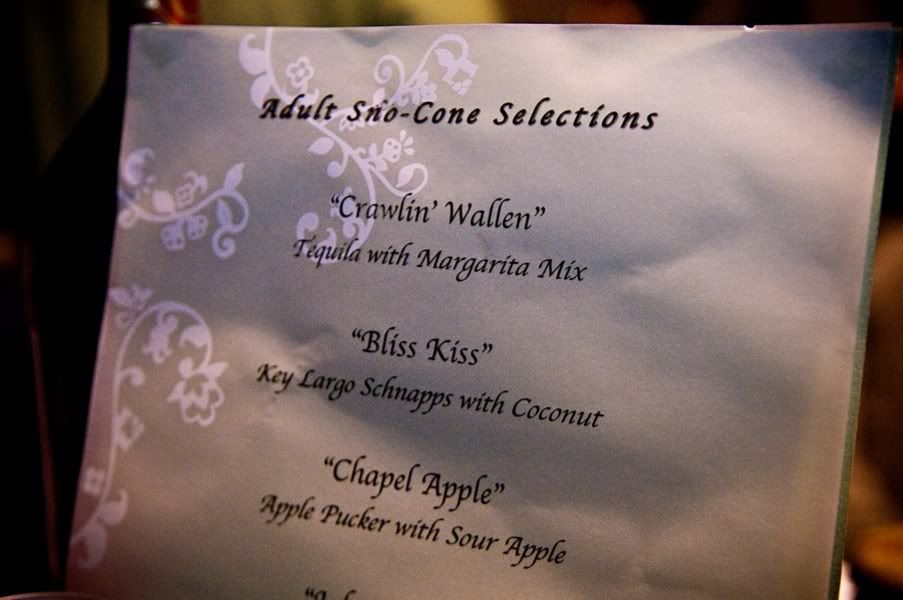 Adult Sno-Cone Selections
“Crawlin’ Wallen”
Tequila with Margarita Mix
“Bliss Kiss”
Key Largo Schnapps with Coconut
“Chapel Apple”
Apple Pucker with Sour Apple